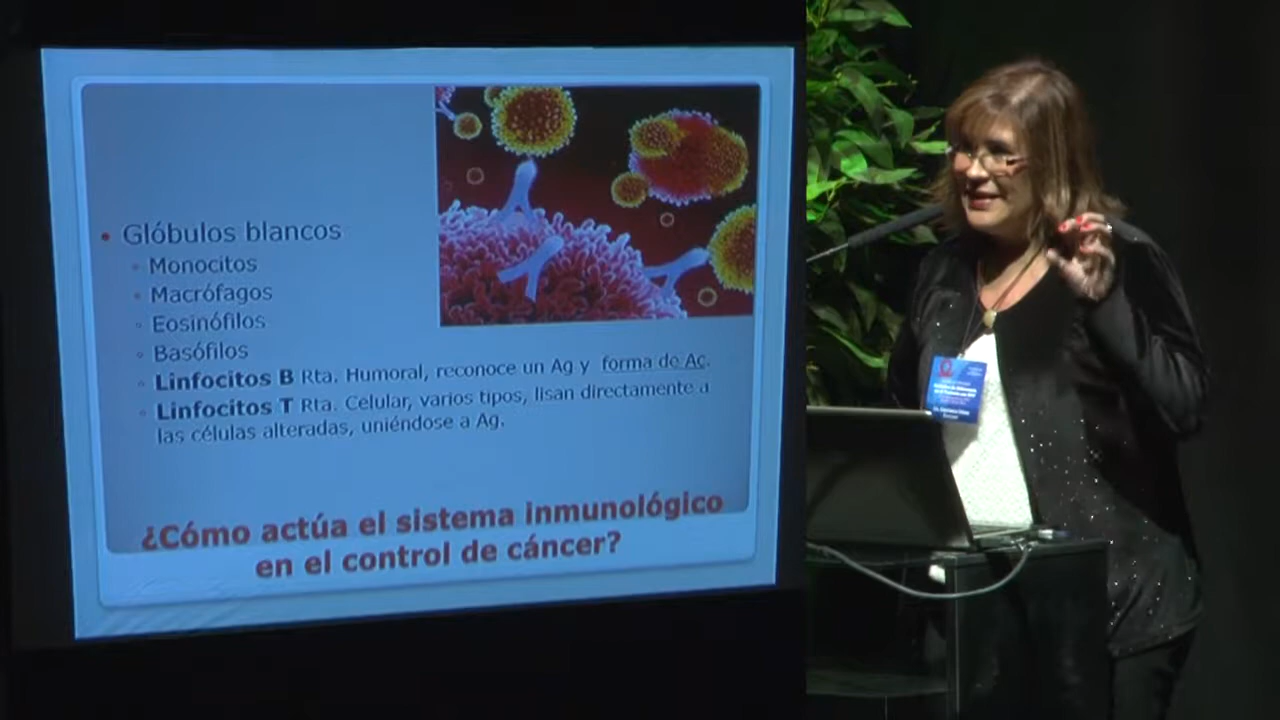 Glóbulos blancos
Monocitos
Macrófagos
Eosinófilos
Basófilos
Linfocitos B Rta. Humoral, reconoce un Ag y forma de Ac.
Linfocitos T Rta. Celular, varios tipos, lisan directamente a
las células alteradas, uniéndose a Ag.
¿Cómo actúa el sistema inmunológico
en el control de cáncer?